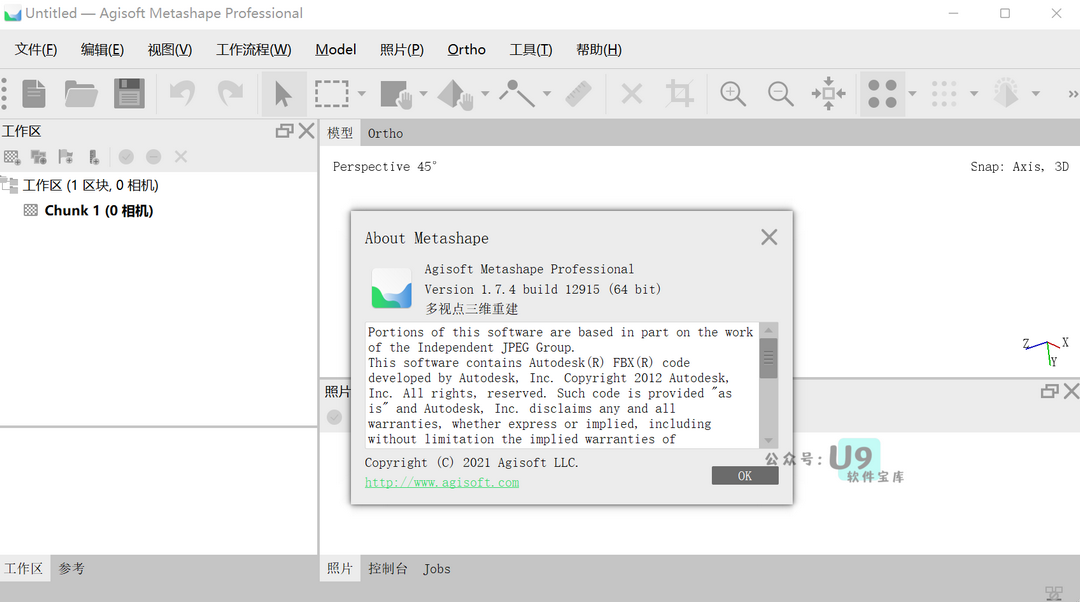 Untitled — Agisoft Metashape Professional
文件(F) 编辑(E) 视图(V) 工作流程(W) Model 照片(P) Ortho 工具(T) 帮助(H)
工作区
模型 Ortho
Perspective 45°
Snap: Axis, 3D
工作区 (1 区块, 0 相机)
Chunk 1 (0 相机)
About Metashape
Agisoft Metashape Professional
Version 1.7.4 build 12915 (64 bit)
多视点三维重建
Portions of this software are based in part on the work
of the Independent JPEG Group.
This software contains Autodesk(R) FBX(R) code
developed by Autodesk, Inc. Copyright 2012 Autodesk,
Inc. All rights, reserved. Such code is provided "as
is" and Autodesk, Inc. disclaims any and all
warranties, whether express or implied, including
without limitation the implied warranties of
Copyright (C) 2021 Agisoft LLC.
http://www.agisoft.com
OK
Z X
Y
照片
公众号: U9
软件宝库
工作区 参考
照片 控制台 Jobs